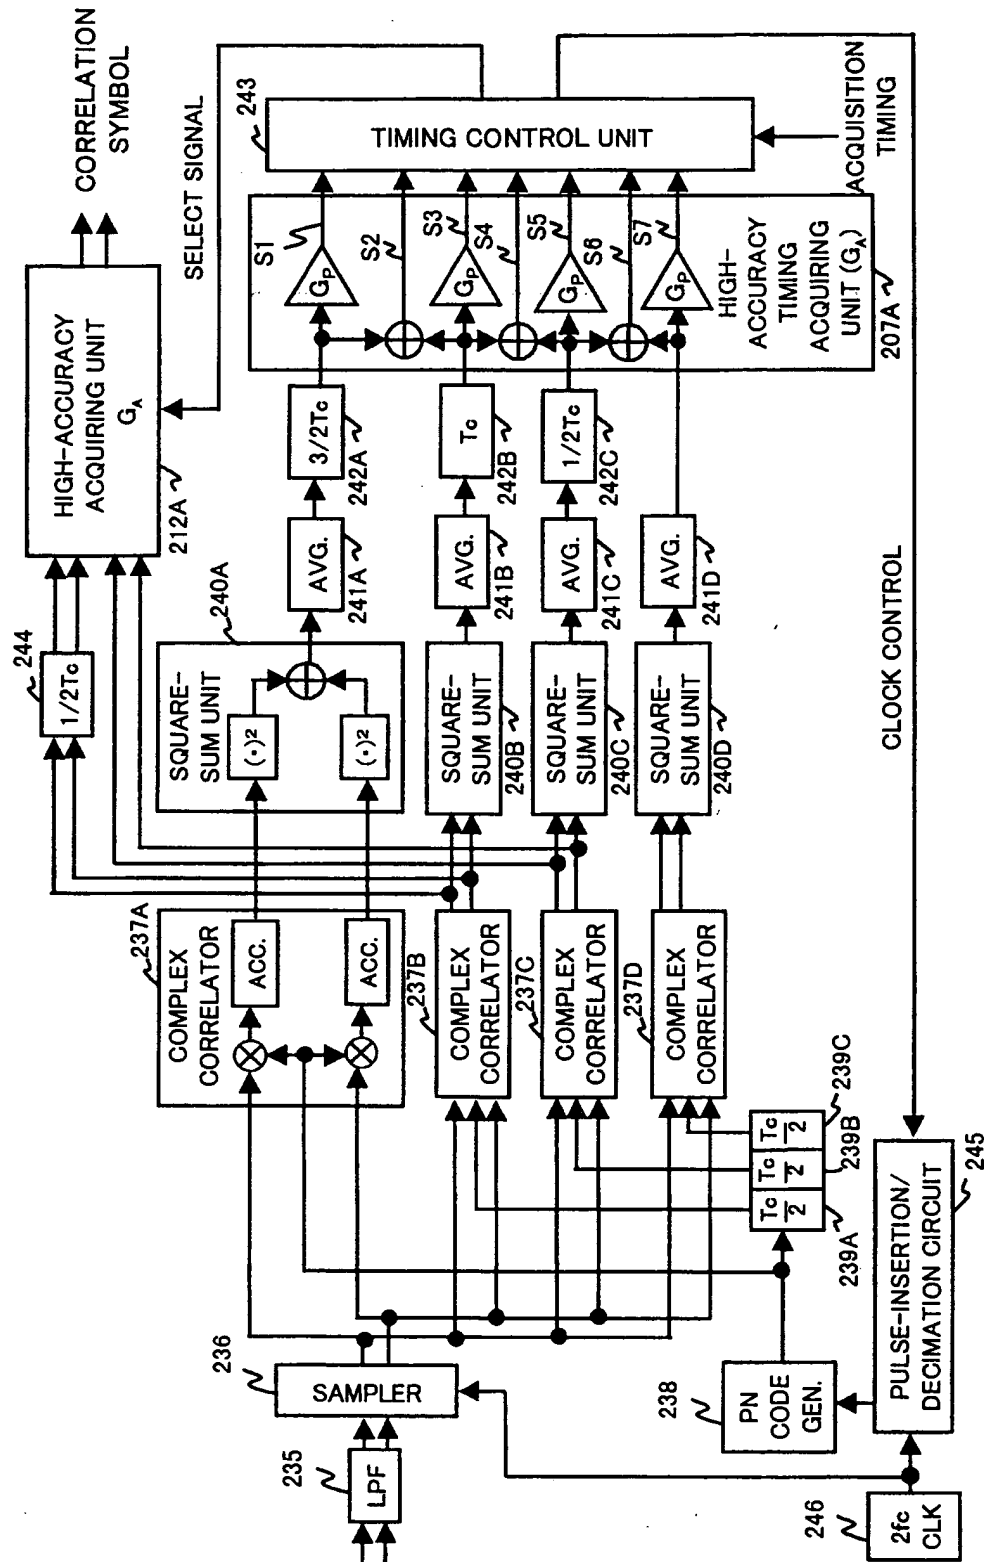 CORRELATION
SYMBOL
HIGH-ACCURACY
ACQUIRING UNIT
GA
212A
SELECT SIGNAL
243
TIMING CONTROL UNIT
ACQUISITION
TIMING
S1
S2
S3
S4
S5
S6
S7
GP
GP
GP
GP
HIGH-
ACCURACY
TIMING
ACQUIRING
UNIT (GA)
207A
244
1/2Tc
3/2Tc
242A
Tc
242B
1/2Tc
242C
AVG.
241A
AVG.
241B
AVG.
241C
AVG.
241D
240A
SQUARE-
SUM UNIT
(•)²
(•)²
SQUARE-
SUM UNIT
240B
SQUARE-
SUM UNIT
240C
SQUARE-
SUM UNIT
240D
237A
COMPLEX
CORRELATOR
ACC.
ACC.
237B
COMPLEX
CORRELATOR
237C
COMPLEX
CORRELATOR
237D
COMPLEX
CORRELATOR
CLOCK CONTROL
239C
239B
239A
Tc/2
Tc/2
Tc/2
236
SAMPLER
235
LPF
238
PN
CODE
GEN.
PULSE-INSERTION/
DECIMATION CIRCUIT
245
246
2fc
CLK